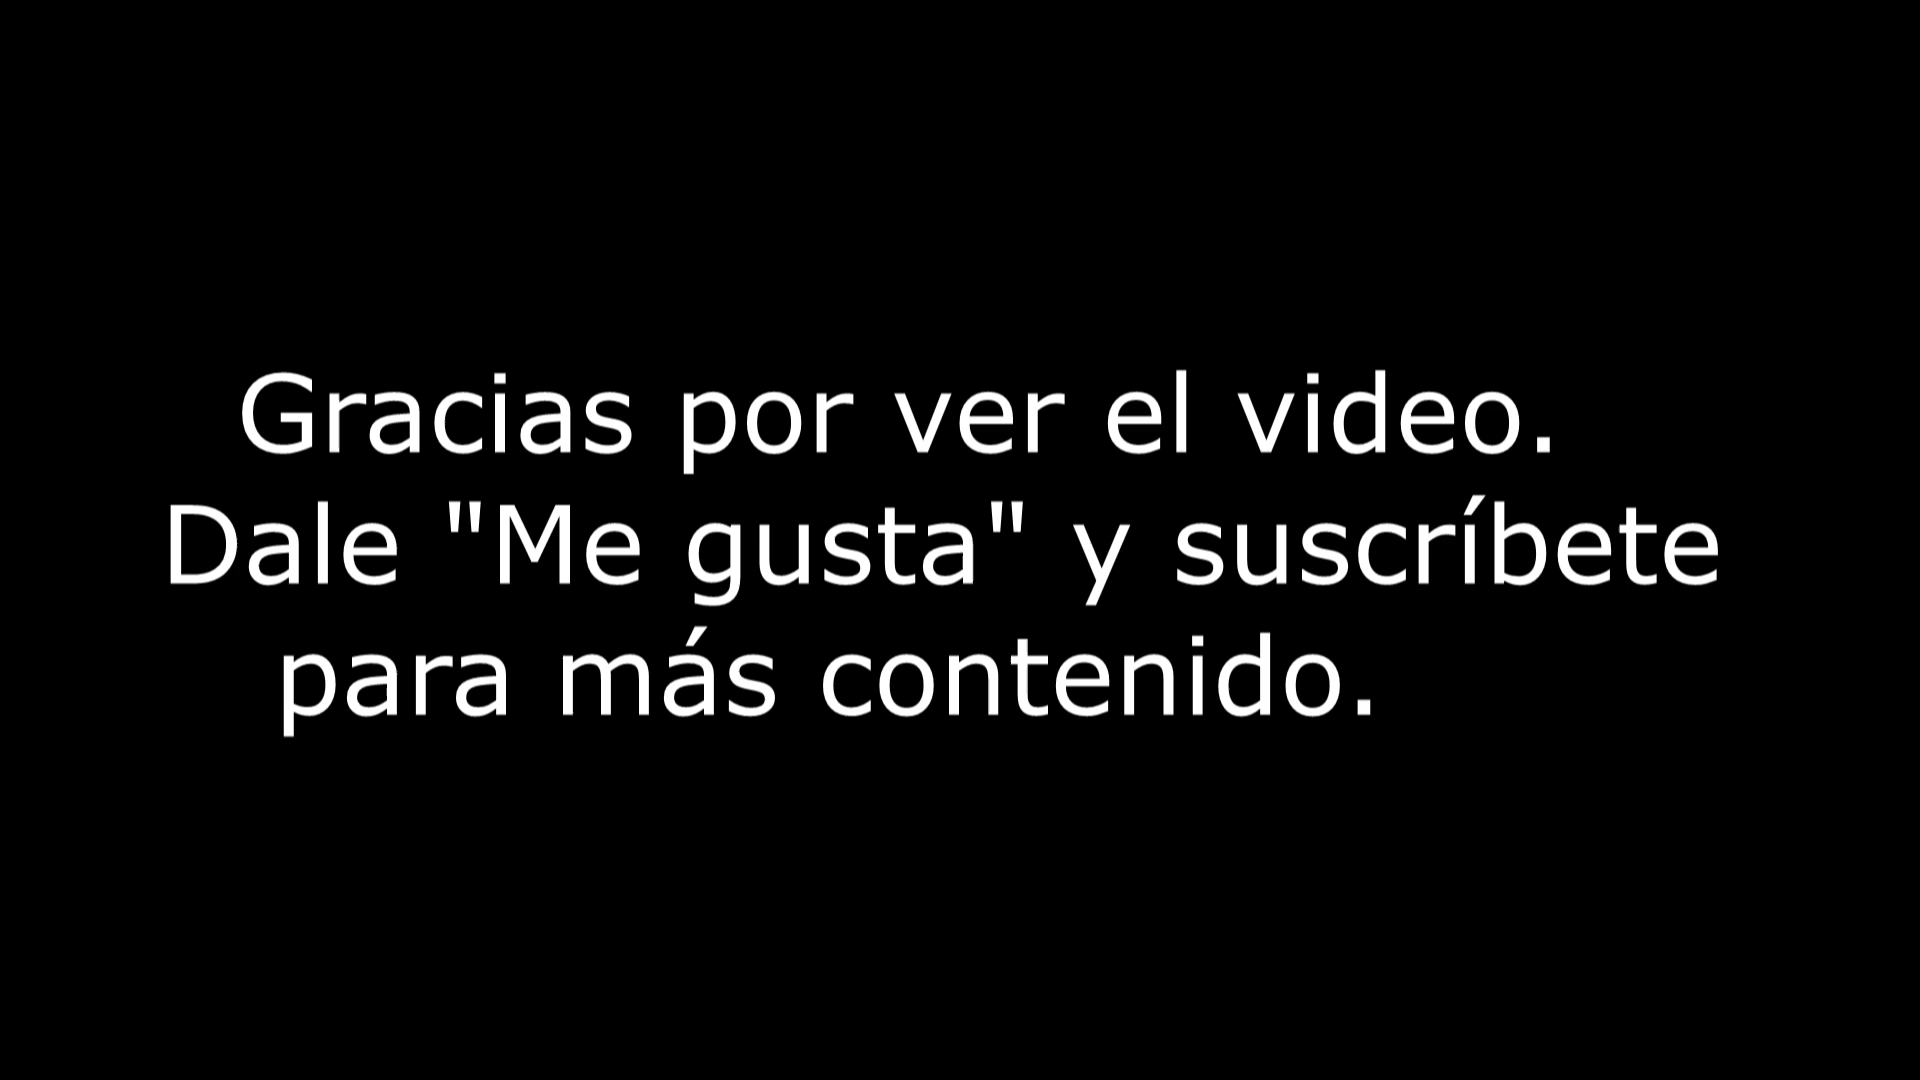 Gracias por ver el video.
Dale "Me gusta" y suscríbete
para más contenido.